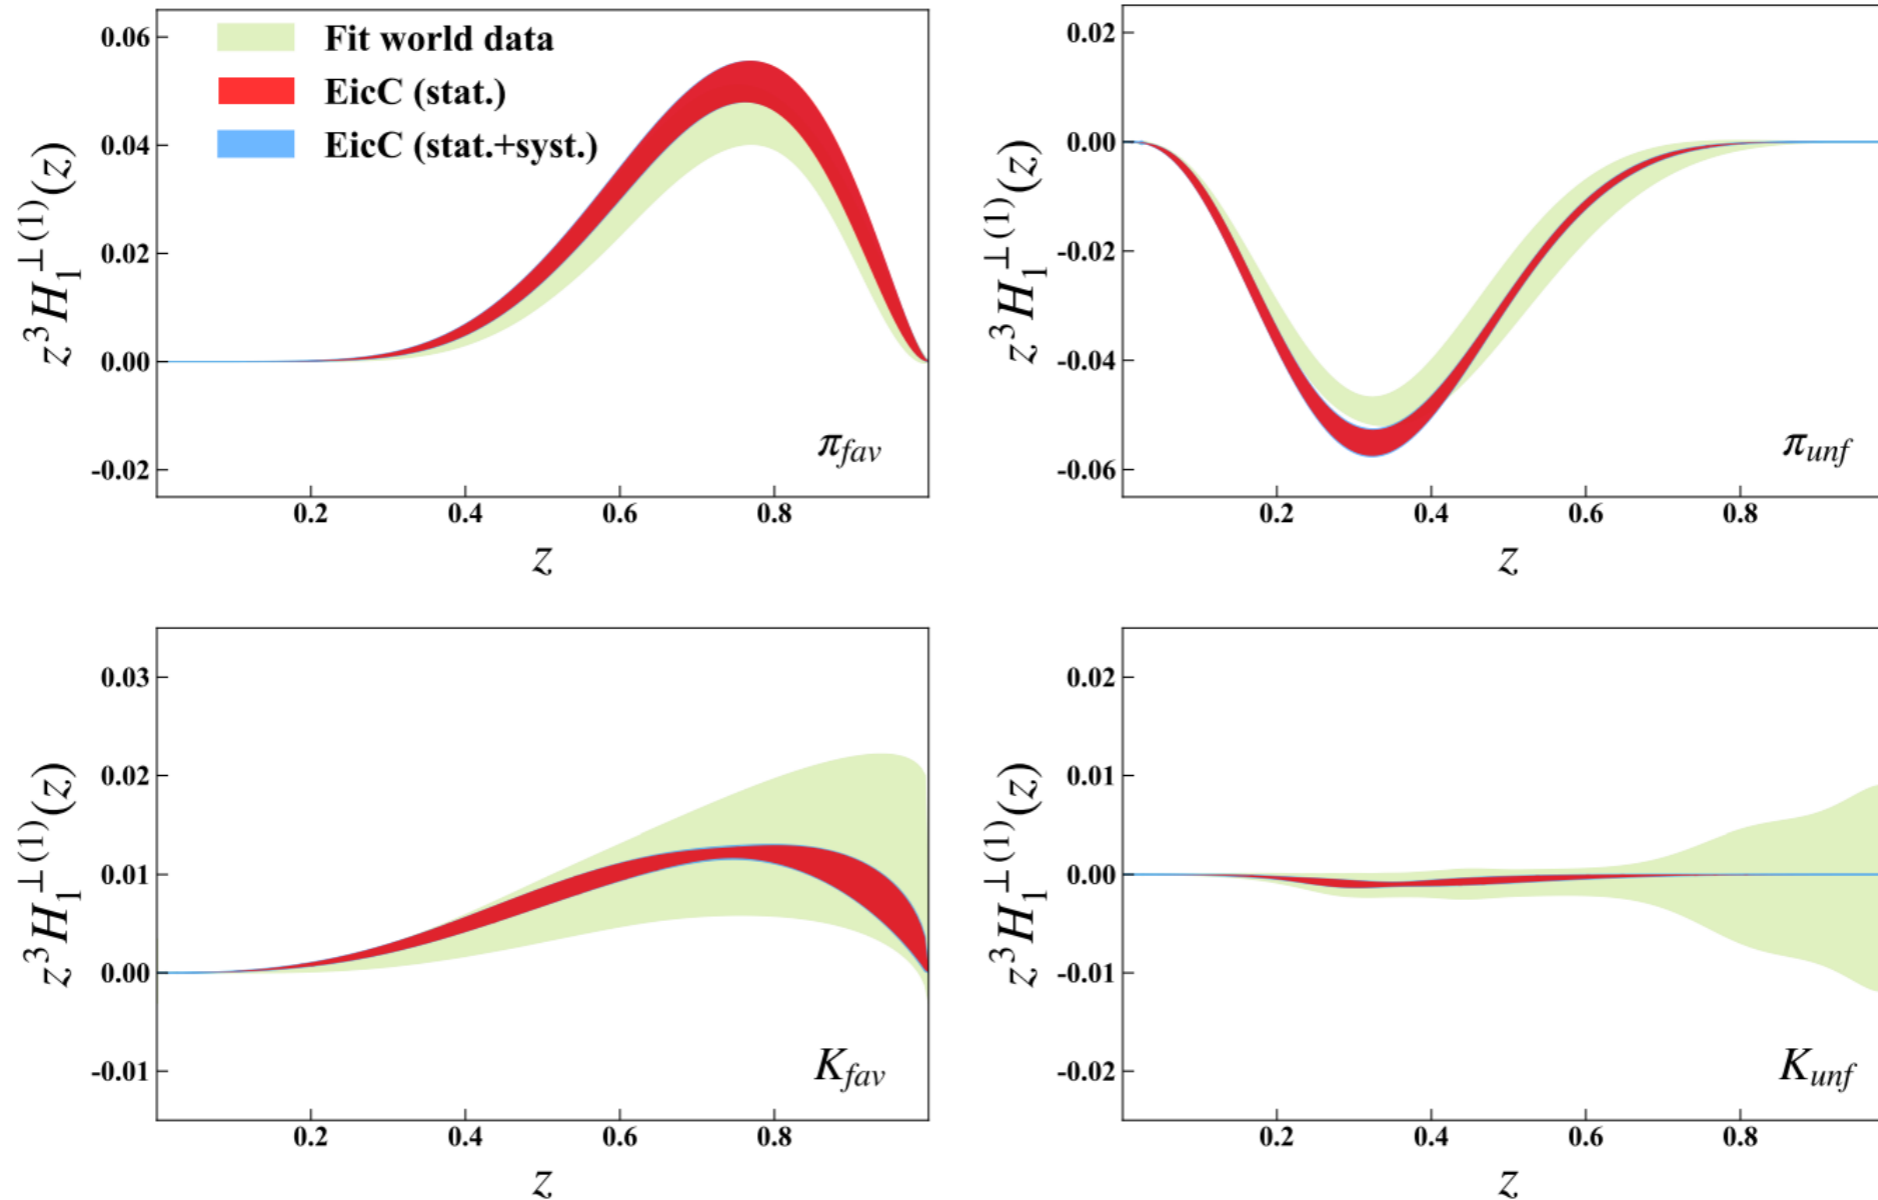 Fit world data
EicC (stat.)
EicC (stat.+syst.)
z³H₁^⊥(1)(z)
0.06
0.04
0.02
0.00
-0.02
0.2 0.4 0.6 0.8
z
π_fav
z³H₁^⊥(1)(z)
0.02
0.00
-0.02
-0.04
-0.06
0.2 0.4 0.6 0.8
z
π_unf
z³H₁^⊥(1)(z)
0.03
0.02
0.01
0.00
-0.01
0.2 0.4 0.6 0.8
z
K_fav
z³H₁^⊥(1)(z)
0.02
0.01
0.00
-0.01
-0.02
0.2 0.4 0.6 0.8
z
K_unf